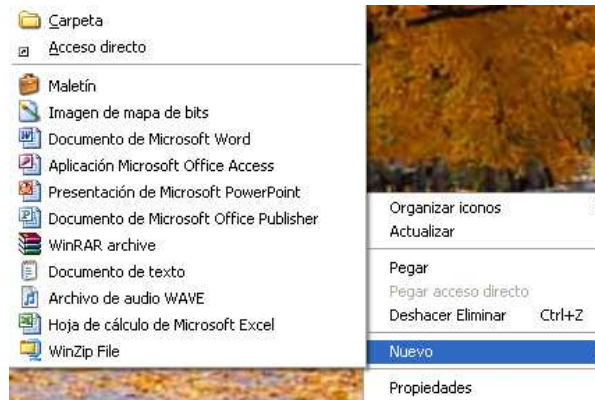 Carpeta
Acceso directo
Maletín
Imagen de mapa de bits
Documento de Microsoft Word
Aplicación Microsoft Office Access
Presentación de Microsoft PowerPoint
Documento de Microsoft Office Publisher
WinRAR archive
Documento de texto
Archivo de audio WAVE
Hoja de cálculo de Microsoft Excel
WinZip File
Organizar iconos
Actualizar
Pegar
Pegar acceso directo
Deshacer Eliminar Ctrl+Z
Nuevo
Propiedades